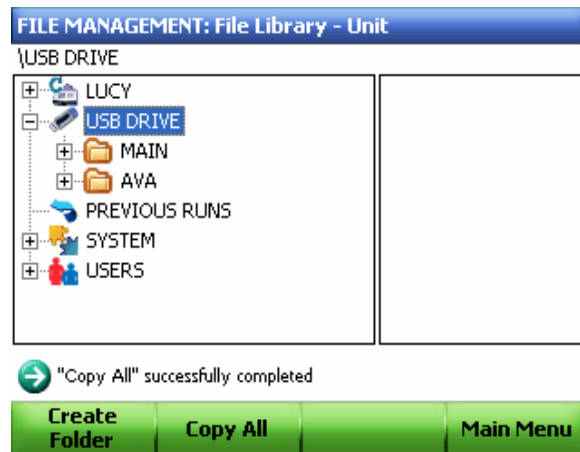 FILE MANAGEMENT: File Library - Unit
\USB DRIVE
LUCY
USB DRIVE
MAIN
AVA
PREVIOUS RUNS
SYSTEM
USERS
"Copy All" successfully completed
Create
Folder
Copy All
Main Menu